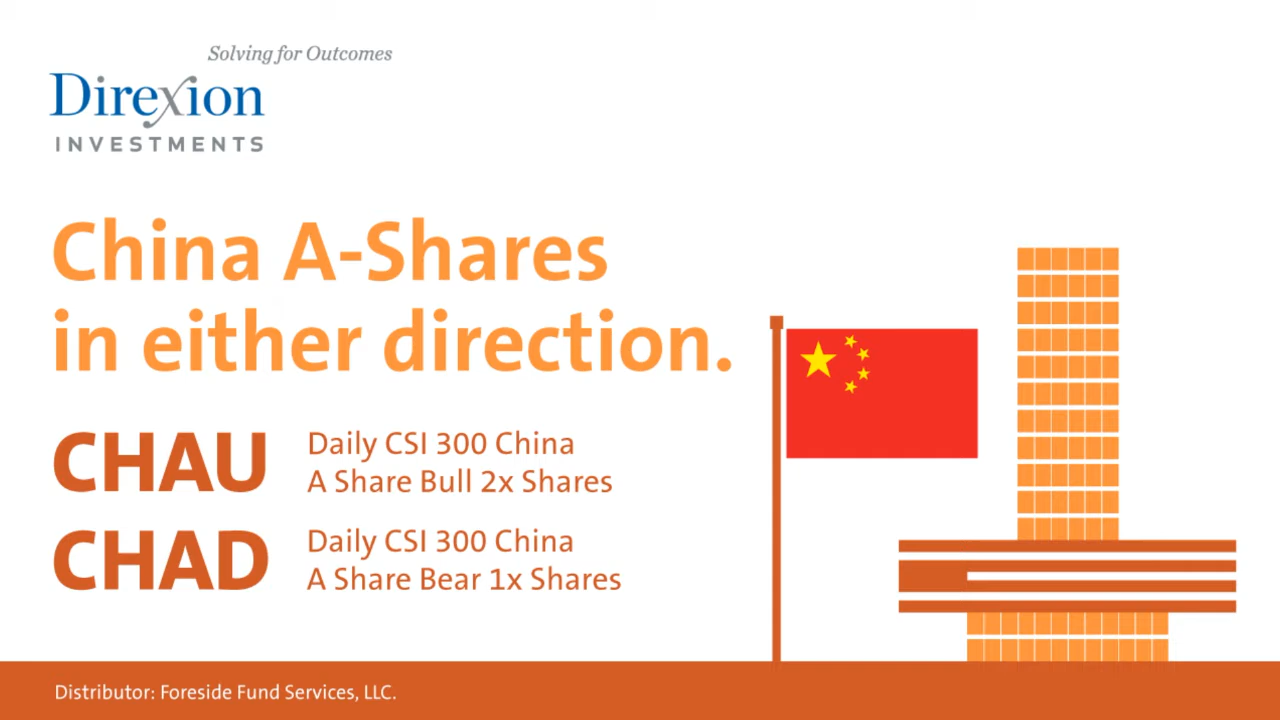 Solving for Outcomes
Direxion
INVESTMENTS
China A-Shares
in either direction.
CHAU
Daily CSI 300 China
A Share Bull 2x Shares
CHAD
Daily CSI 300 China
A Share Bear 1x Shares
Distributor: Foreside Fund Services, LLC.